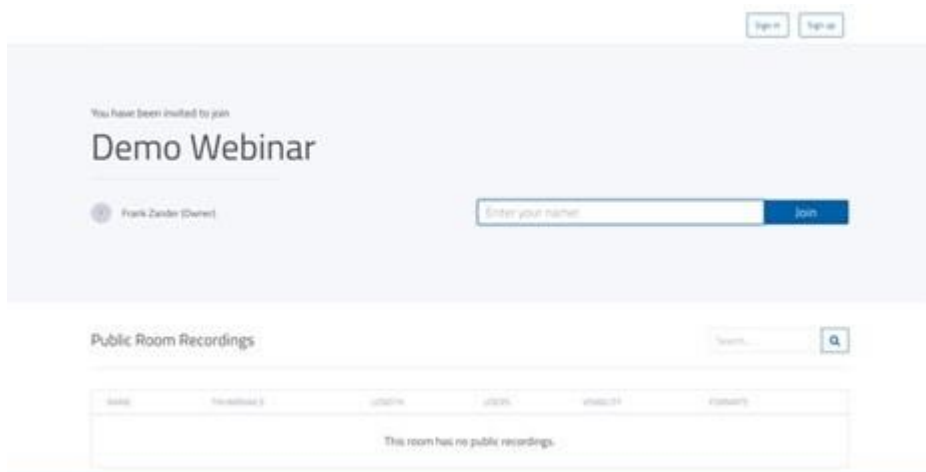 Sign in Sign up
You have been invited to join
Demo Webinar
Frank Zander (Owner)
Enter your name!
Join
Public Room Recordings
Search...
NAME THUMBNAILS LENGTH USERS VISIBILITY FORMATS
This room has no public recordings.